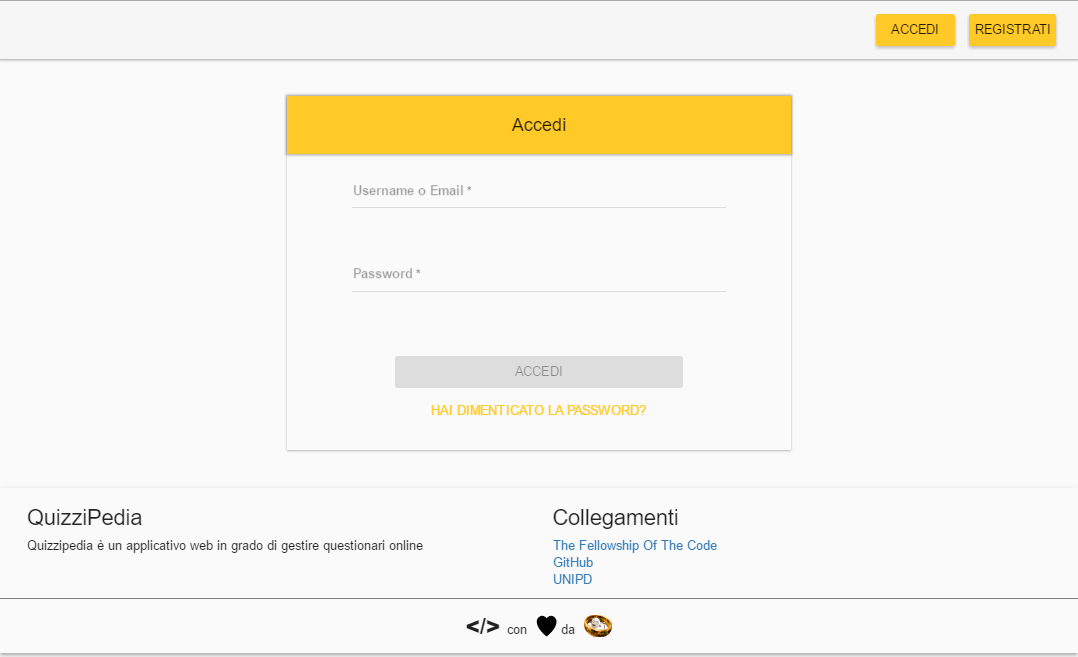 ACCEDI REGISTRATI
Accedi
Username o Email *
Password *
ACCEDI
HAI DIMENTICATO LA PASSWORD?
QuizziPedia
Quizzipedia è un applicativo web in grado di gestire questionari online
Collegamenti
The Fellowship Of The Code
GitHub
UNIPD
</> con da